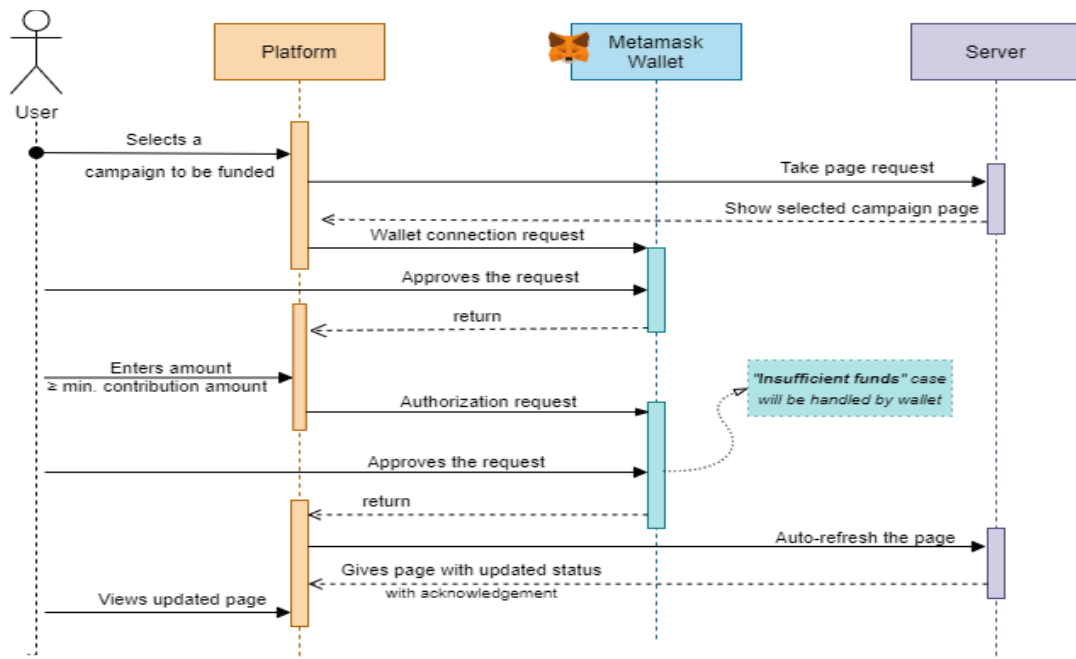 Platform
Metamask
Wallet
Server
User
Selects a
campaign to be funded
Take page request
Show selected campaign page
Wallet connection request
Approves the request
return
Enters amount
≥ min. contribution amount
"Insufficient funds" case
will be handled by wallet
Authorization request
Approves the request
return
Auto-refresh the page
Gives page with updated status
with acknowledgement
Views updated page